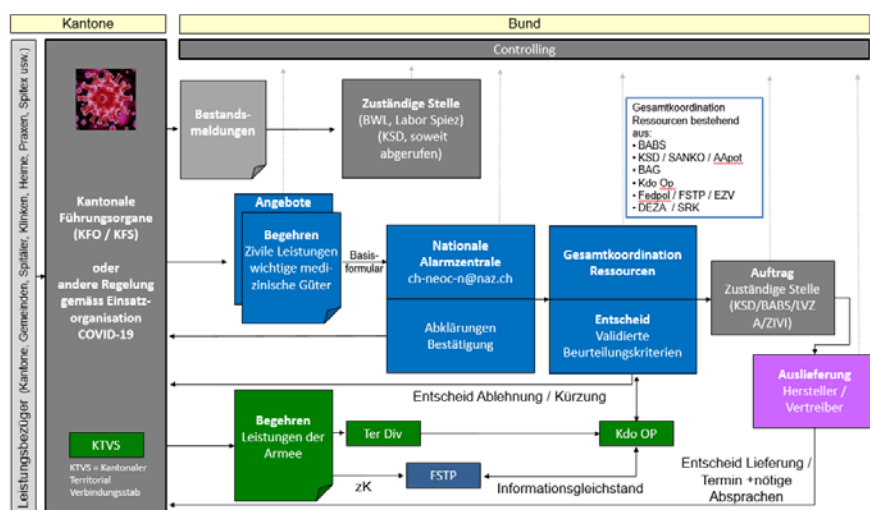 Kantone
Bund
Controlling
Leistungsbezüger (Kantone, Gemeinden, Spitäler, Kliniken, Heime, Praxen, Spitex usw.)
Kantonale
Führungsorgane
(KFO / KFS)
oder
andere Regelung
gemäss Einsatz-
organisation
COVID-19
KTVS
KTVS = Kantonaler
Territorial
Verbindungsstab
Bestands-
meldungen
Zuständige Stelle
(BWL, Labor Spiez)
(KSD, soweit
abgerufen)
Gesamtkoordination
Ressourcen bestehend
aus:
• BABS
• KSD / SANKO / AApot
• BAG
• Kdo Op
• Fedpol / FSTP / EZV
• DEZA / SRK
Angebote
Begehren
Zivile Leistungen
wichtige medi-
zinische Güter
Basis-
formular
Nationale
Alarmzentrale
ch-neoc-n@naz.ch
Abklärungen
Bestätigung
Gesamtkoordination
Ressourcen
Entscheid
Validierte
Beurteilungskriterien
Auftrag
Zuständige Stelle
(KSD/BABS/LVZ
A/ZIVI)
Auslieferung
Hersteller /
Vertreiber
Entscheid Ablehnung / Kürzung
Begehren
Leistungen der
Armee
Ter Div
Kdo OP
zK
FSTP
Informationsgleichstand
Entscheid Lieferung /
Termin +nötige
Absprachen